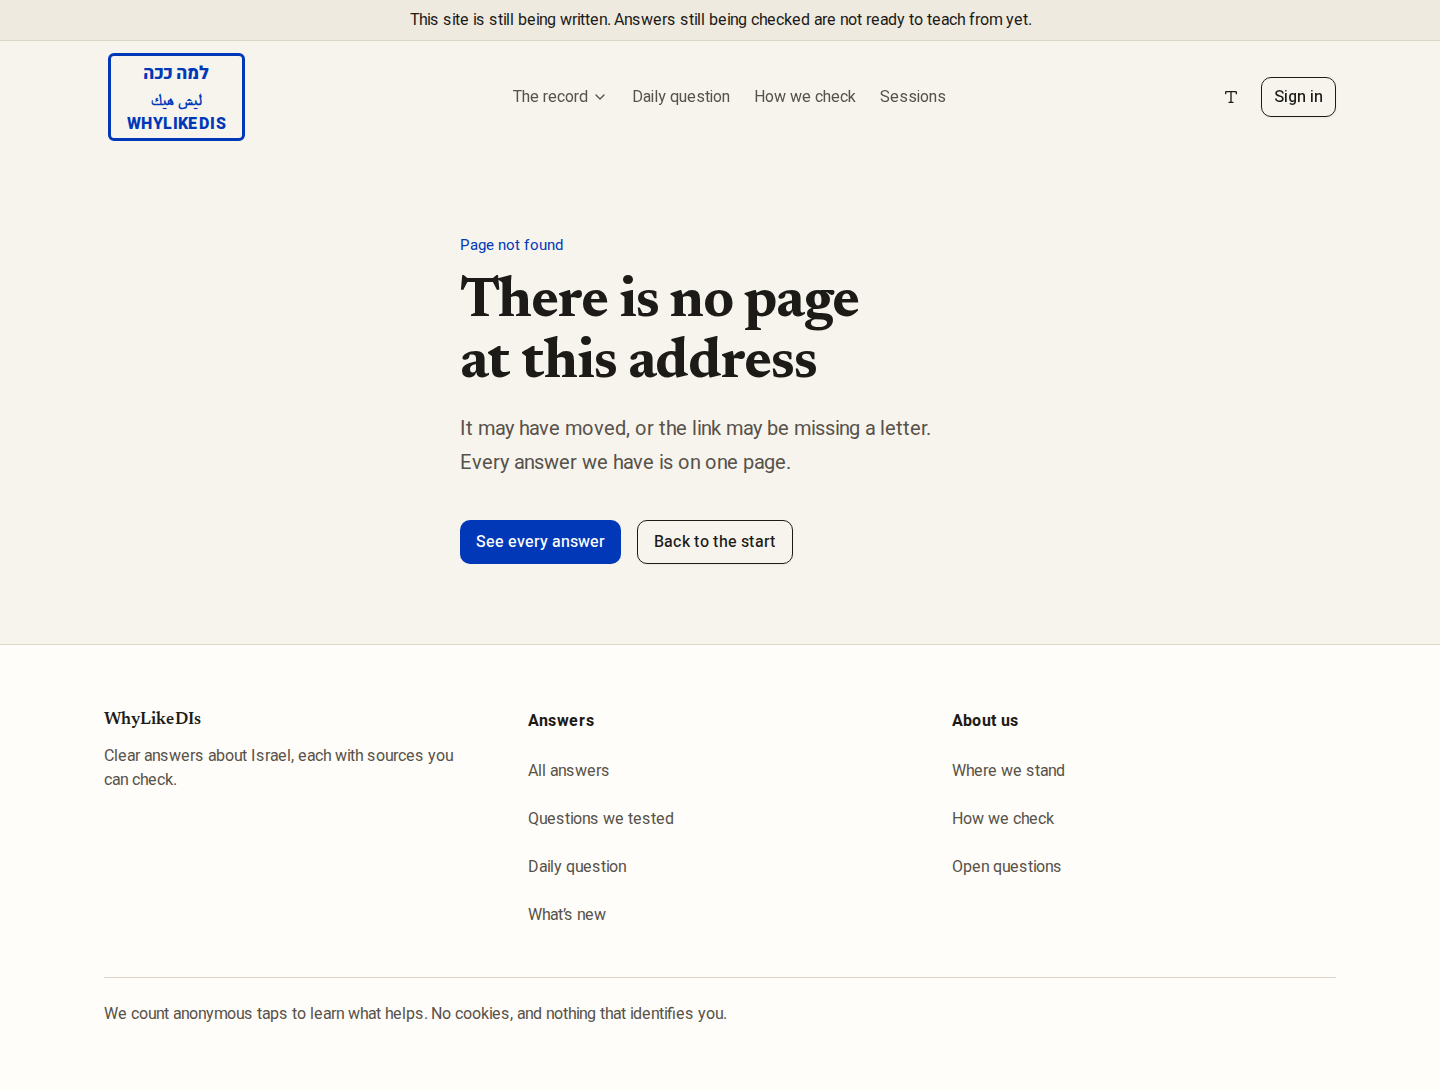 This site is still being written. Answers still being checked are not ready to teach from yet.
למה ככה
ليش هيك
WHYLIKEDIS
The record
Daily question
How we check
Sessions
T
Sign in
Page not found
There is no page
at this address
It may have moved, or the link may be missing a letter.
Every answer we have is on one page.
See every answer
Back to the start
WhyLikeDIs
Clear answers about Israel, each with sources you
can check.
Answers
All answers
Questions we tested
Daily question
What's new
About us
Where we stand
How we check
Open questions
We count anonymous taps to learn what helps. No cookies, and nothing that identifies you.